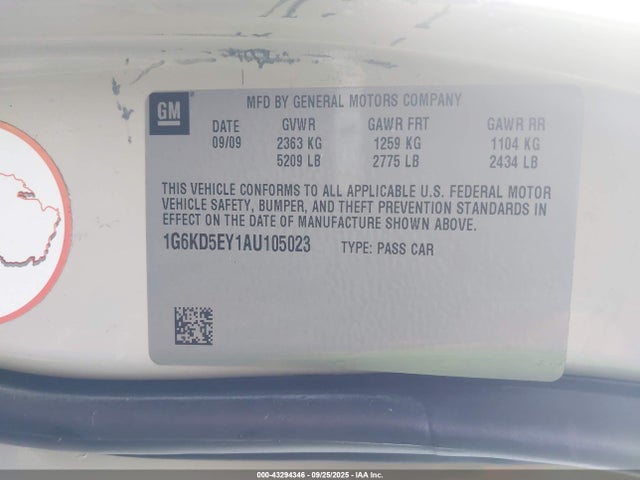 GM
MFD BY GENERAL MOTORS COMPANY
DATE GVWR GAWR FRT GAWR RR
09/09 2363 KG 1259 KG 1104 KG
5209 LB 2775 LB 2434 LB
THIS VEHICLE CONFORMS TO ALL APPLICABLE U.S. FEDERAL MOTOR
VEHICLE SAFETY, BUMPER, AND THEFT PREVENTION STANDARDS IN
EFFECT ON THE DATE OF MANUFACTURE SHOWN ABOVE.
1G6KD5EY1AU105023 TYPE: PASS CAR
000-43294346 - 09/25/2025 - IAA Inc.